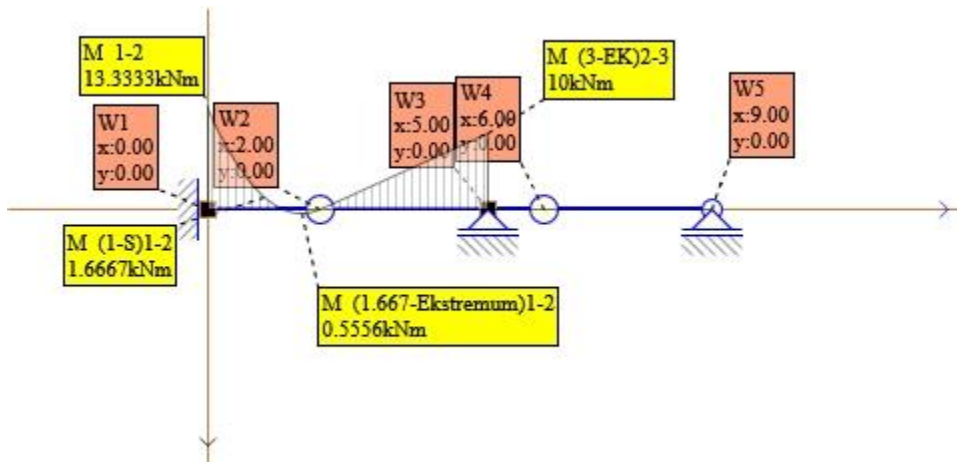 M 1-2
13.3333kNm
M (3-EK)2-3
10kNm
W1
x:0.00
y:0.00
W2
x:2.00
y:0.00
W3
x:5.00
y:0.00
W4
x:6.00
y:0.00
W5
x:9.00
y:0.00
M (1-S)1-2
1.6667kNm
M (1.667-Ekstremum)1-2
0.5556kNm